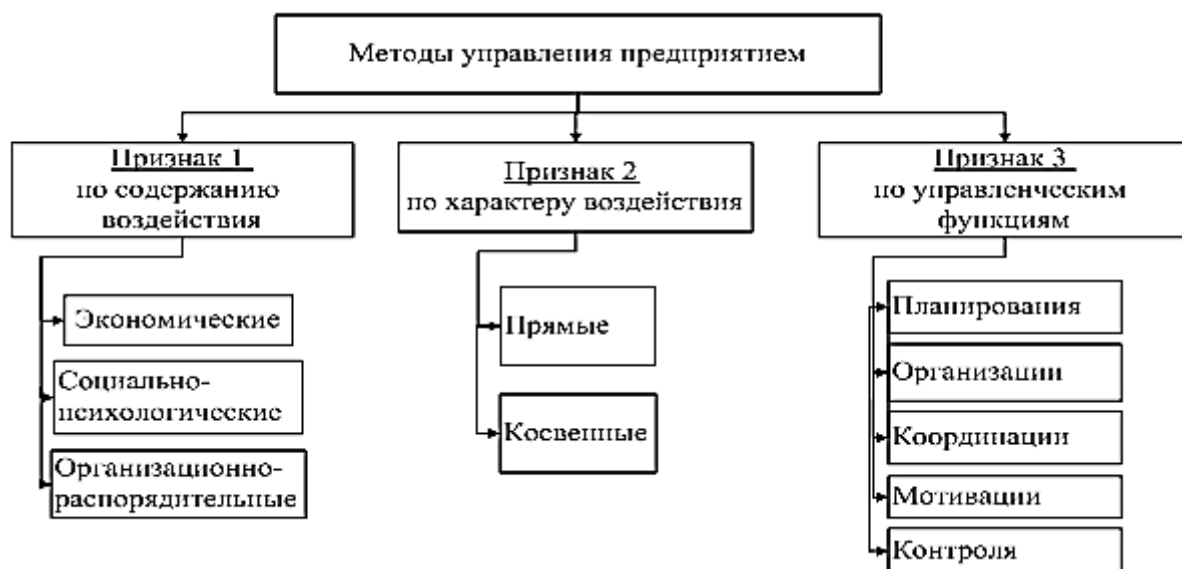 Методы управления предприятием
Признак 1
по содержанию
воздействия
Экономические
Социально-
психологические
Организационно-
распорядительные
Признак 2
по характеру воздействия
Прямые
Косвенные
Признак 3
по управленческим
функциям
Планирования
Организации
Координации
Мотивации
Контроля